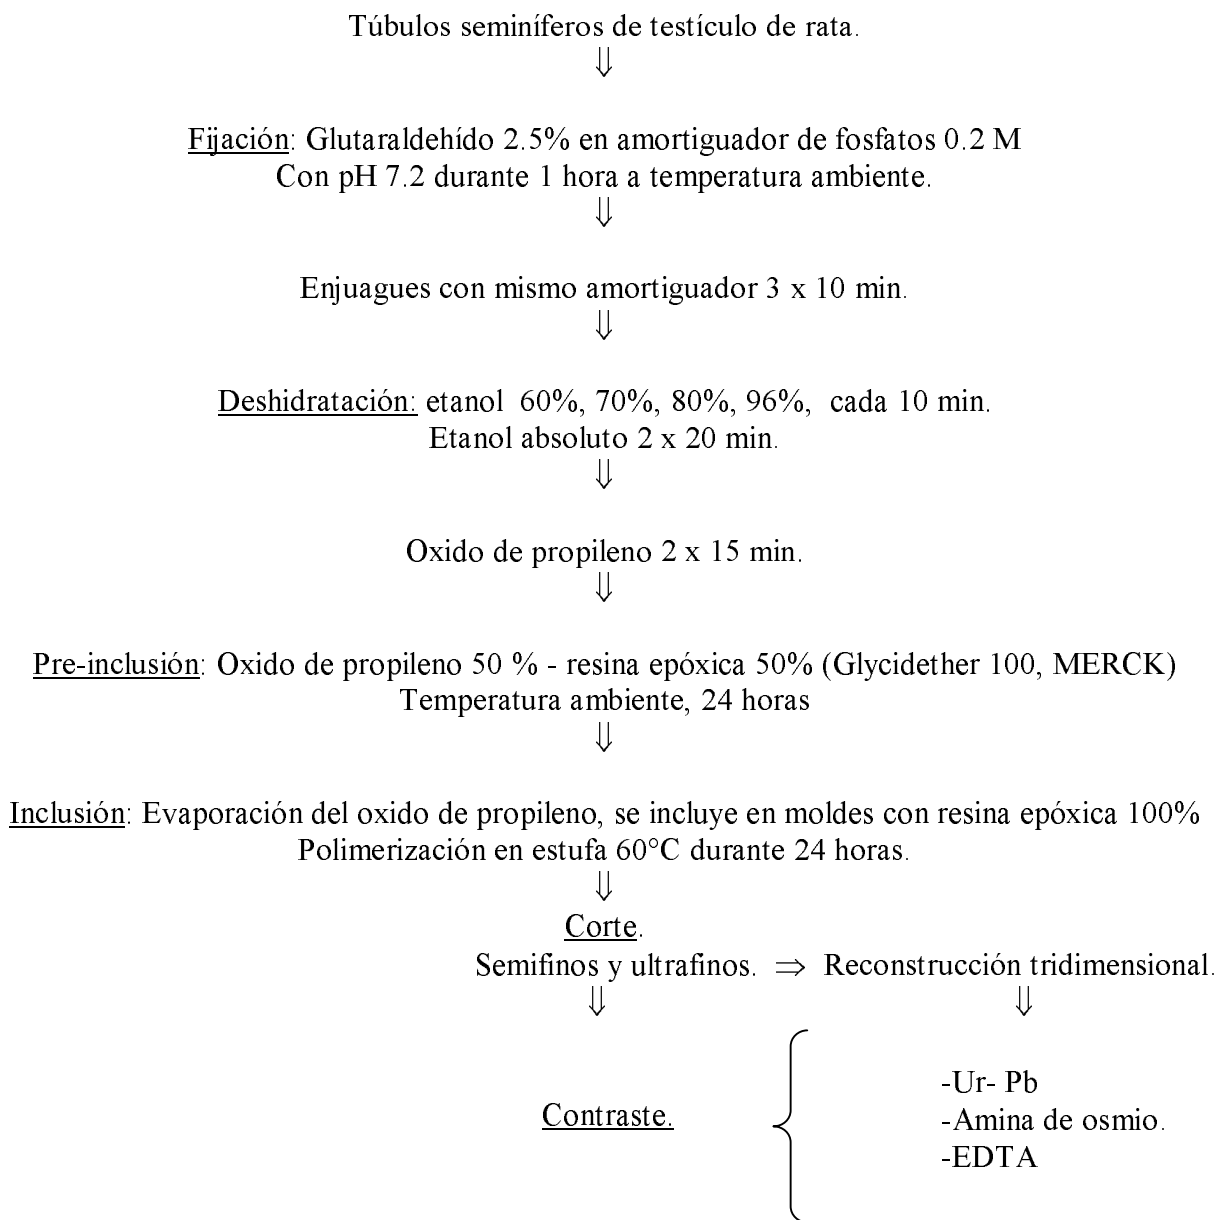 Túbulos seminíferos de testículo de rata.
⇓
Fijación: Glutaraldehído 2.5% en amortiguador de fosfatos 0.2 M
Con pH 7.2 durante 1 hora a temperatura ambiente.
⇓
Enjuagues con mismo amortiguador 3 x 10 min.
⇓
Deshidratación: etanol 60%, 70%, 80%, 96%, cada 10 min.
Etanol absoluto 2 x 20 min.
⇓
Oxido de propileno 2 x 15 min.
⇓
Pre-inclusión: Oxido de propileno 50 % - resina epóxica 50% (Glycidether 100, MERCK)
Temperatura ambiente, 24 horas
⇓
Inclusión: Evaporación del oxido de propileno, se incluye en moldes con resina epóxica 100%
Polimerización en estufa 60°C durante 24 horas.
⇓
Corte.
Semifinos y ultrafinos. ⇒ Reconstrucción tridimensional.
⇓ ⇓
Contraste.
-Ur- Pb
-Amina de osmio.
-EDTA